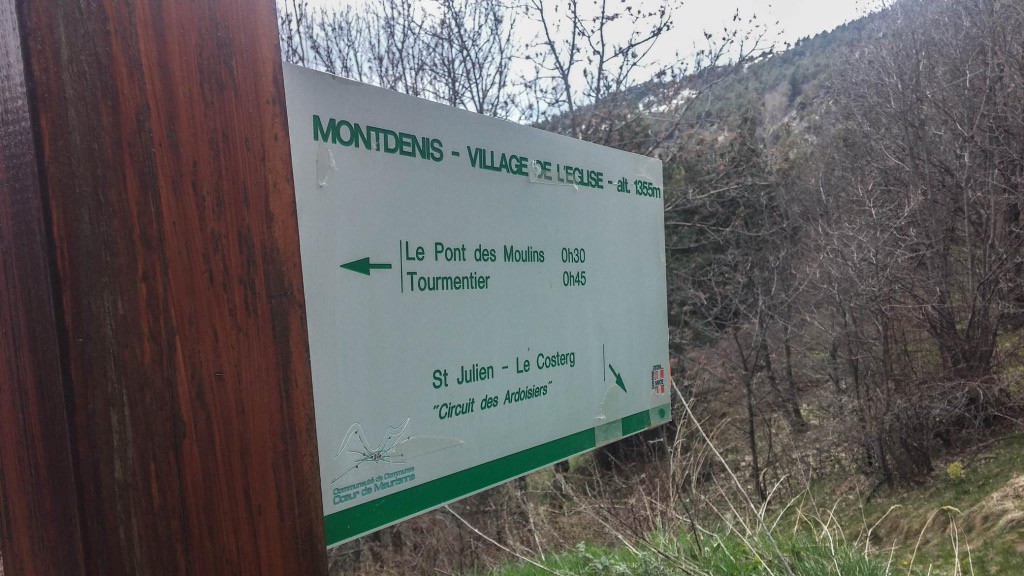 MONTDENIS - VILLAGE DE L'EGLISE - alt. 1355m
Le Pont des Moulins 0h30
Tourmentier 0h45
St Julien - Le Costerg
"Circuit des Ardoisiers"
Communauté de Communes
Cœur de Maurienne